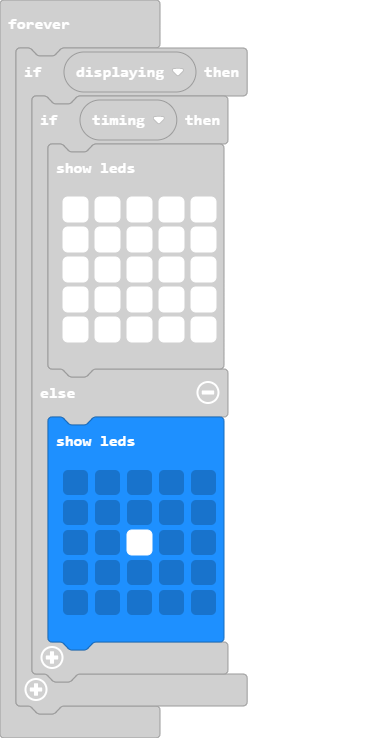 forever
if displaying then
if timing then
show leds
else
show leds